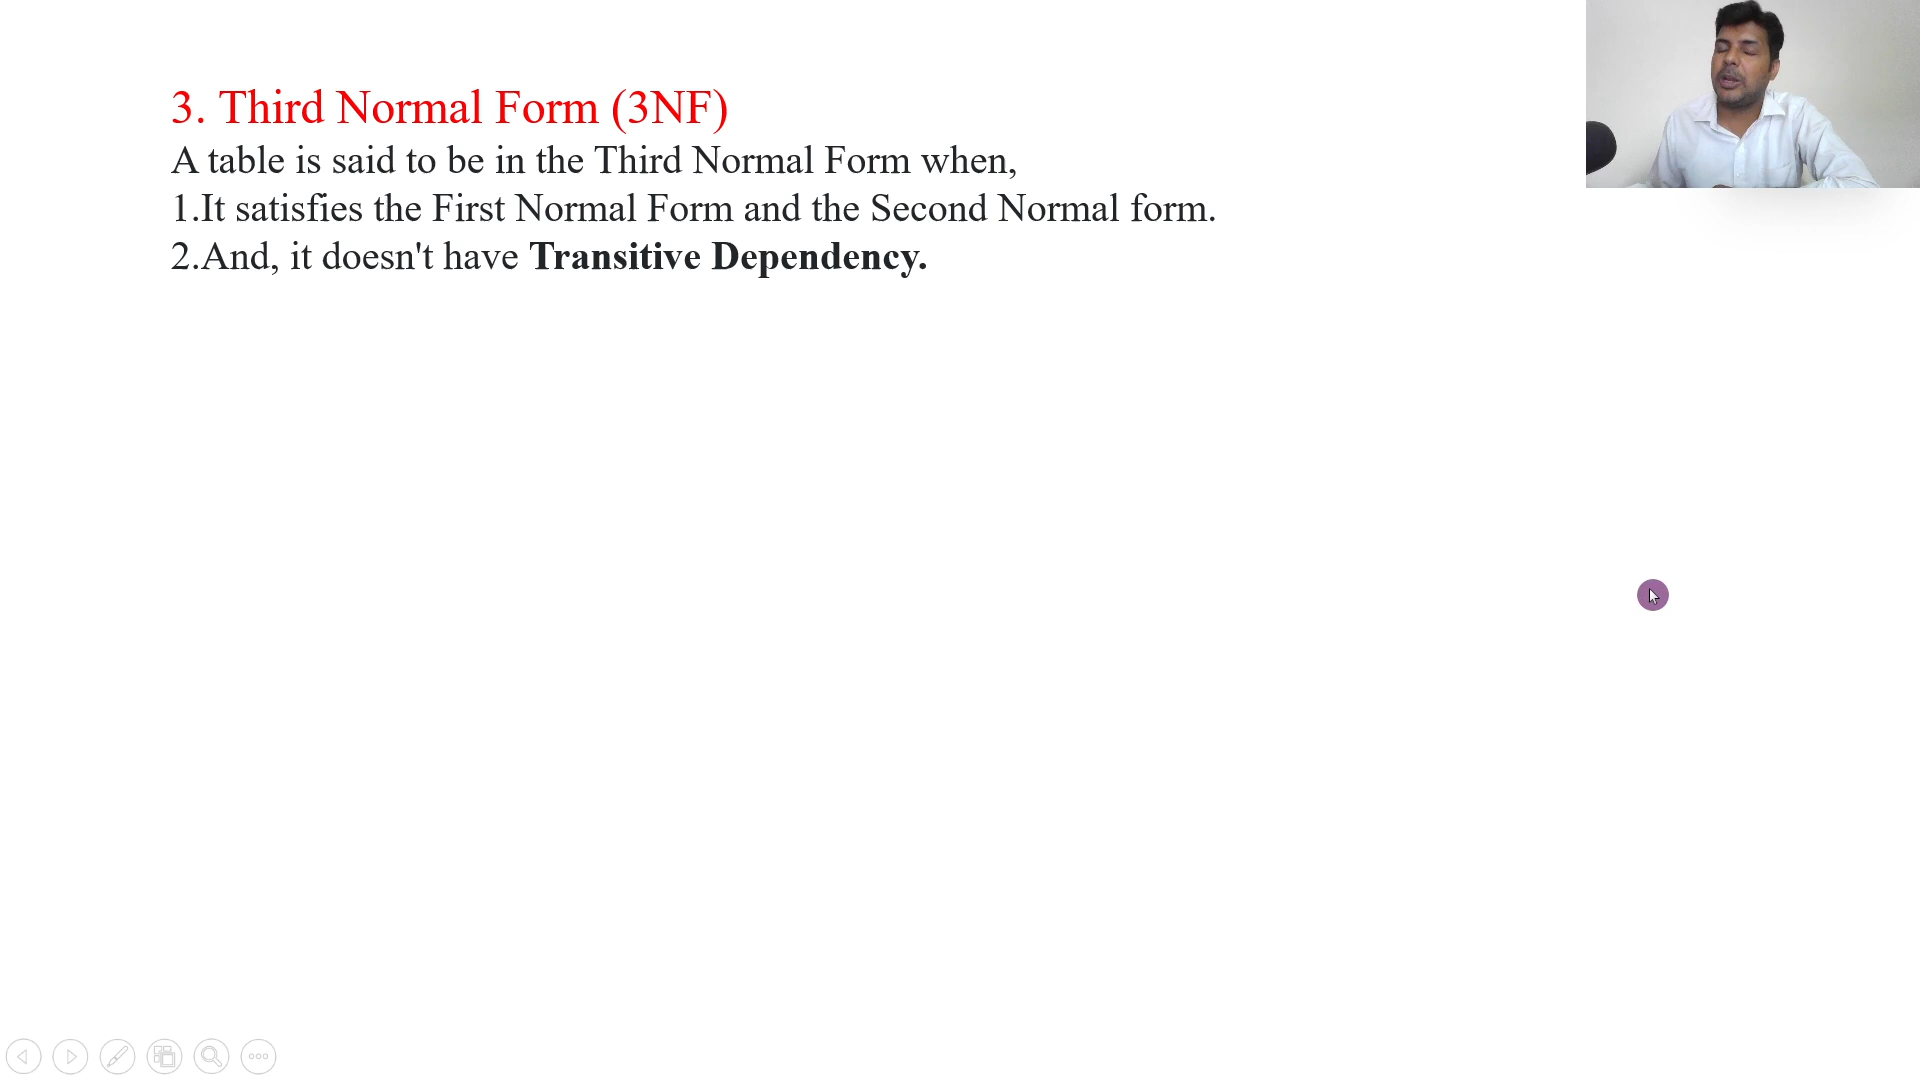 3. Third Normal Form (3NF)
A table is said to be in the Third Normal Form when,
1.It satisfies the First Normal Form and the Second Normal form.
2.And, it doesn't have Transitive Dependency.